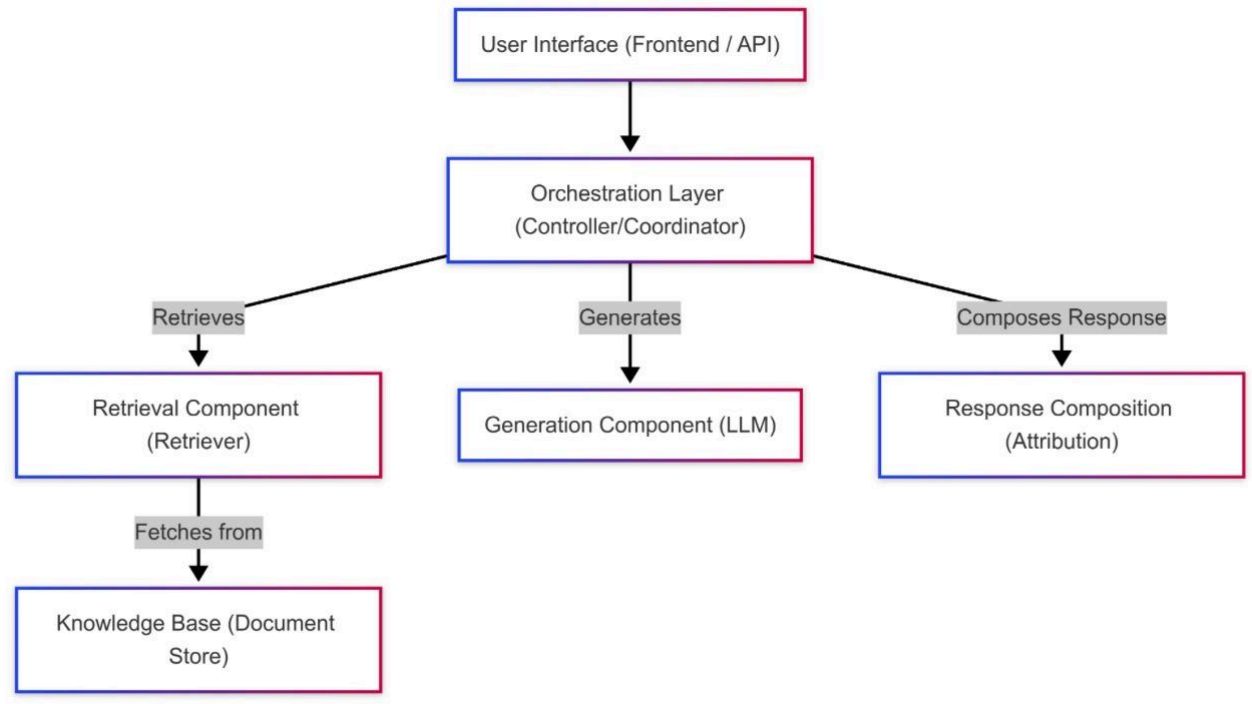 User Interface (Frontend / API)
Orchestration Layer
(Controller/Coordinator)
Retrieves
Generates
Composes Response
Retrieval Component
(Retriever)
Generation Component (LLM)
Response Composition
(Attribution)
Fetches from
Knowledge Base (Document
Store)